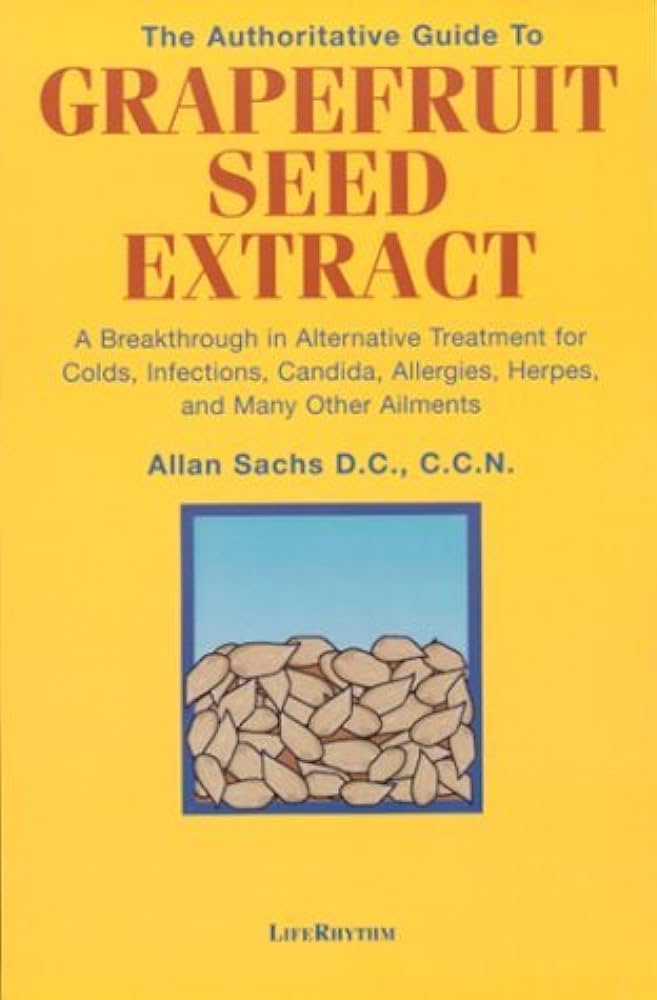 The Authoritative Guide To
GRAPEFRUIT
SEED
EXTRACT
A Breakthrough in Alternative Treatment for
Colds, Infections, Candida, Allergies, Herpes,
and Many Other Ailments
Allan Sachs D.C., C.C.N.
LIFERHYTHM